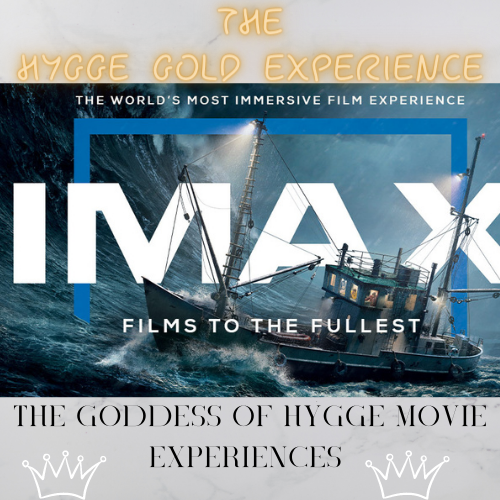 THE
HYGGE GOLD EXPERIENCE
THE WORLD'S MOST IMMERSIVE FILM EXPERIENCE
IMAX
FILMS TO THE FULLEST
THE GODDESS OF HYGGE MOVIE
EXPERIENCES